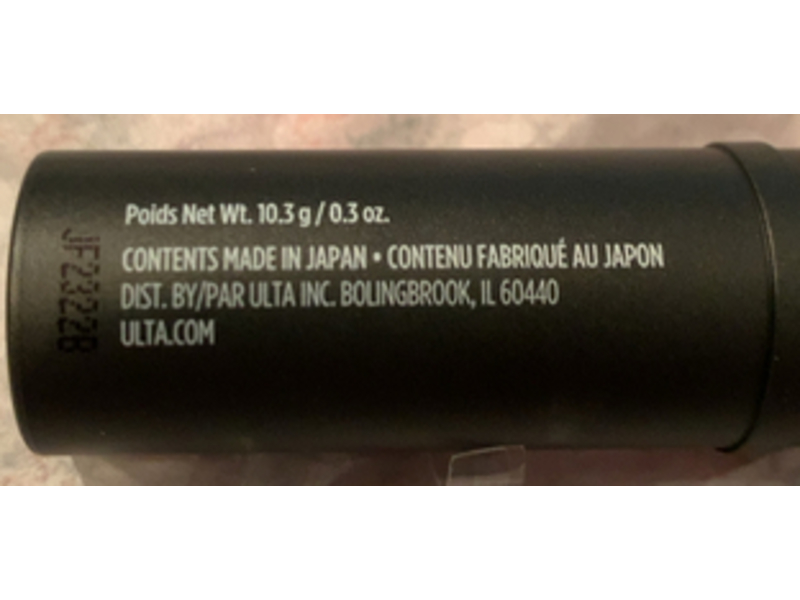 Poids Net Wt. 10.3 g / 0.3 oz.
CONTENTS MADE IN JAPAN • CONTENU FABRIQUÉ AU JAPON
DIST. BY/PAR ULTA INC. BOLINGBROOK, IL 60440
ULTA.COM
JF2322B